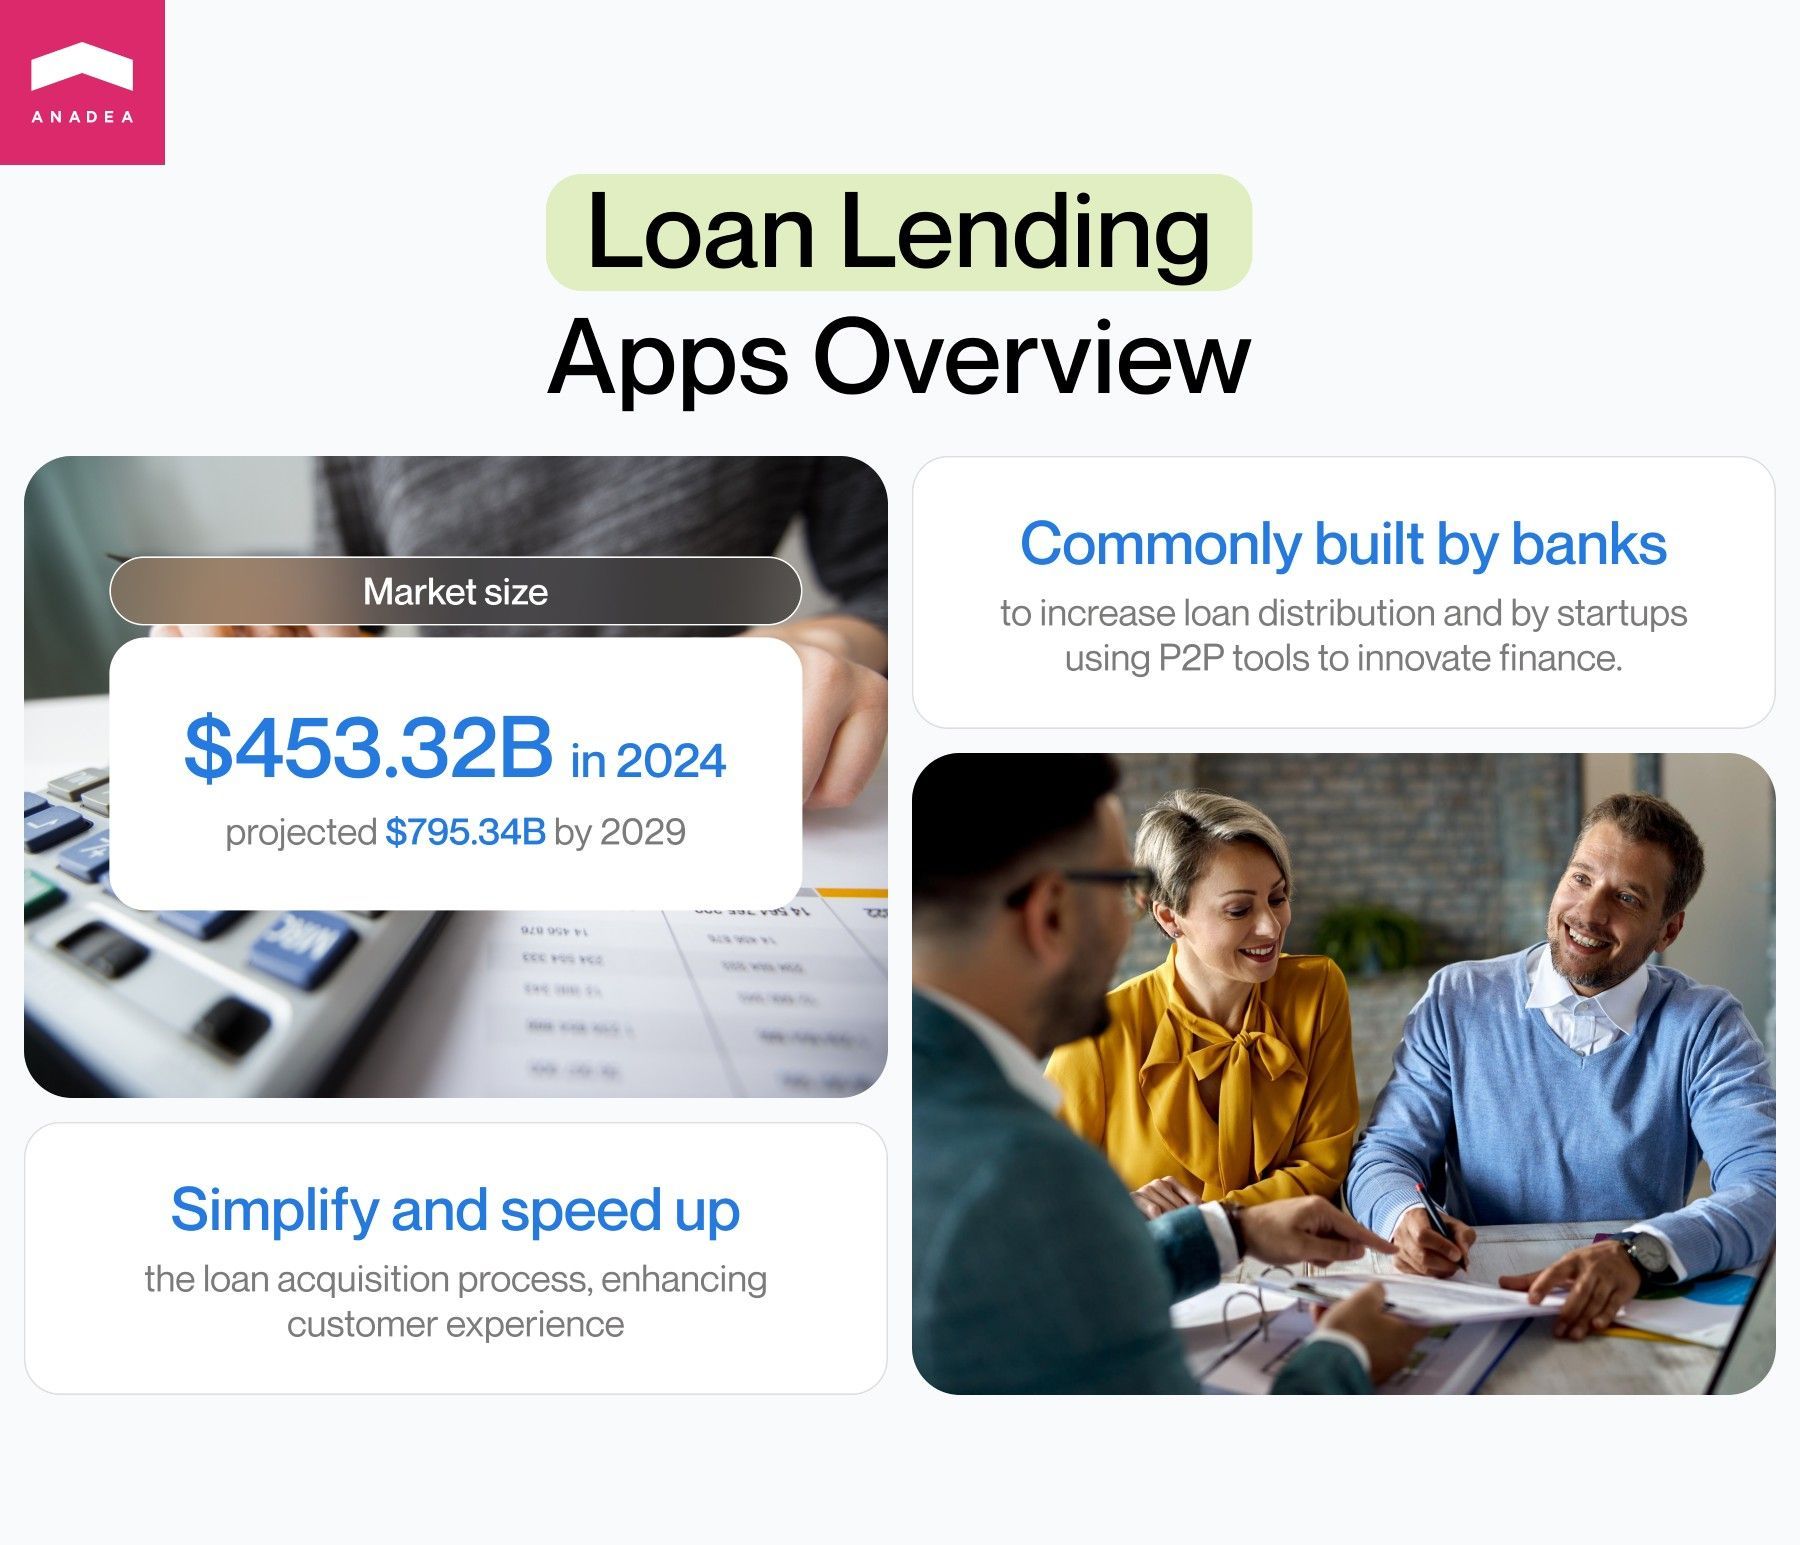 ANADEA
Loan Lending
Apps Overview
Market size
$453.32B in 2024
projected $795.34B by 2029
Commonly built by banks
to increase loan distribution and by startups
using P2P tools to innovate finance.
Simplify and speed up
the loan acquisition process, enhancing
customer experience
MRC